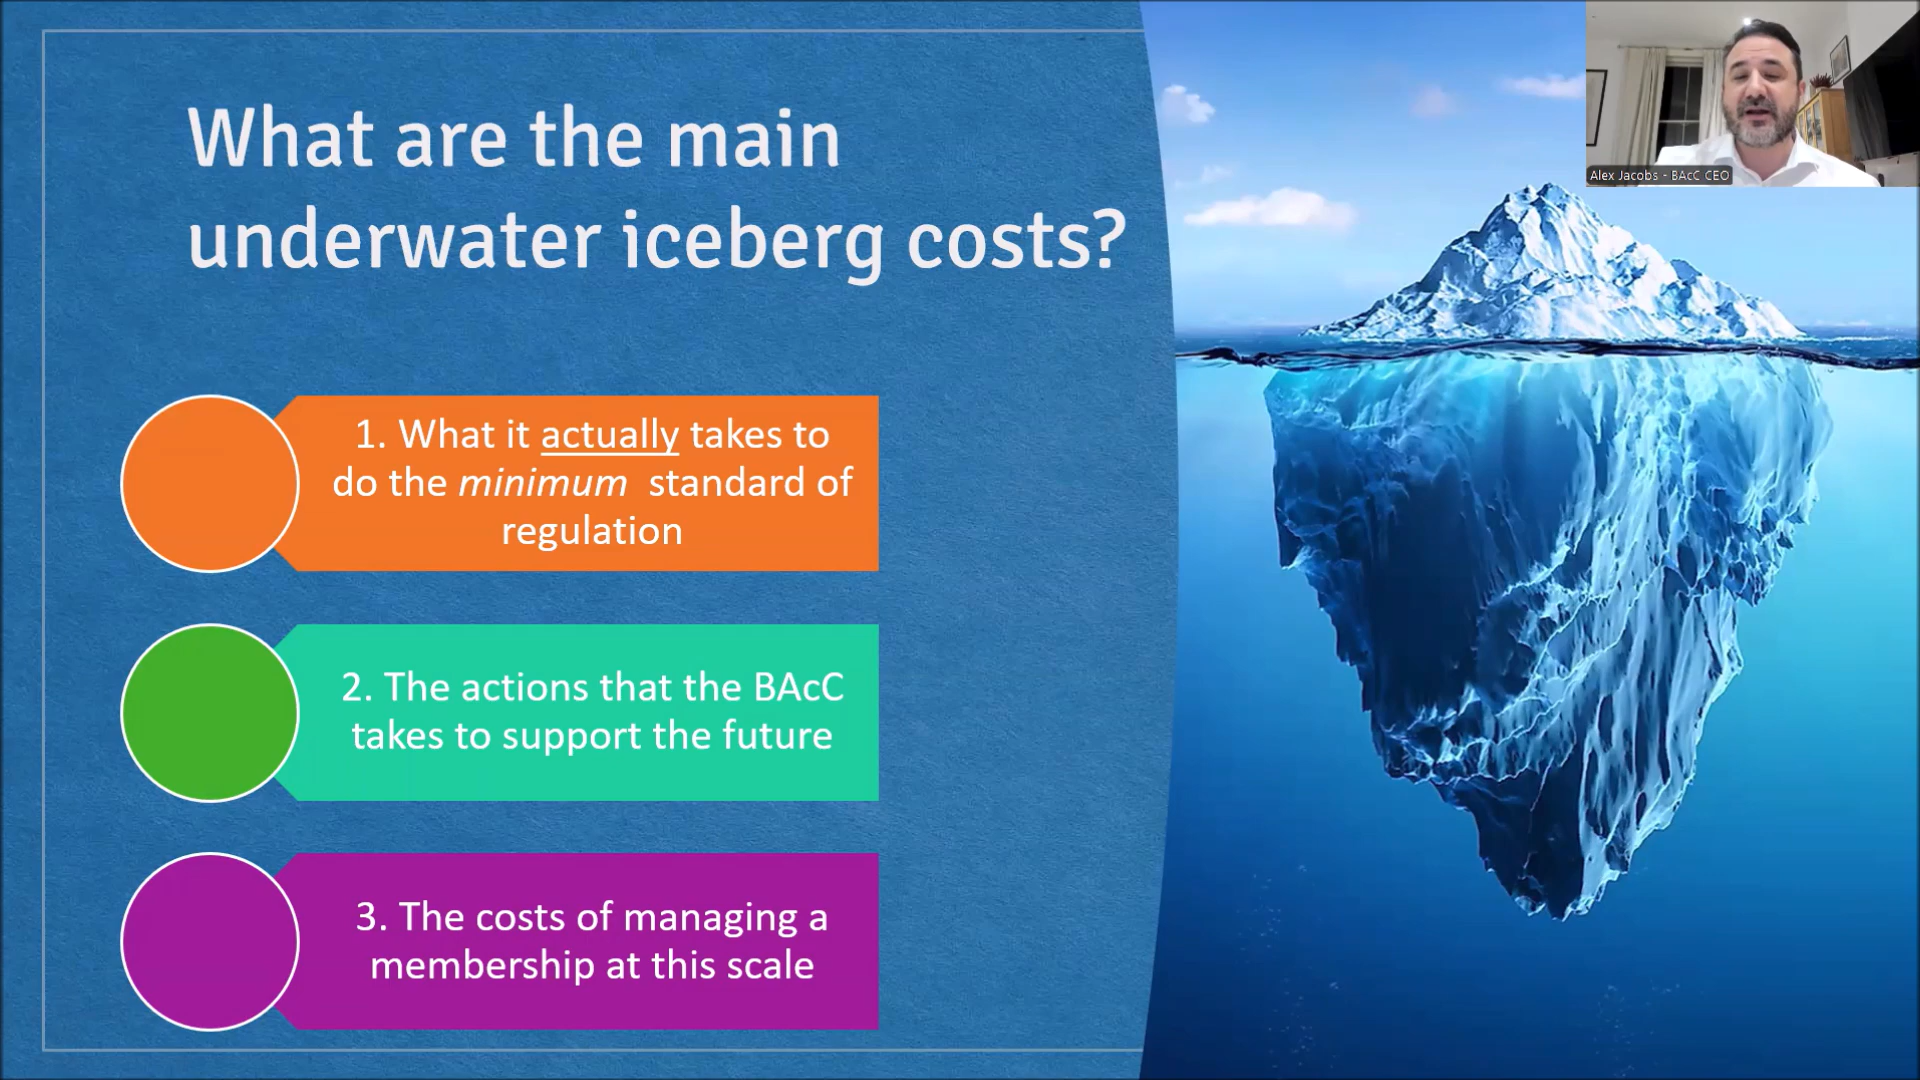 What are the main
underwater iceberg costs?
Alex Jacobs - BAcC CEO
1. What it actually takes to
do the minimum standard of
regulation
2. The actions that the BAcC
takes to support the future
3. The costs of managing a
membership at this scale